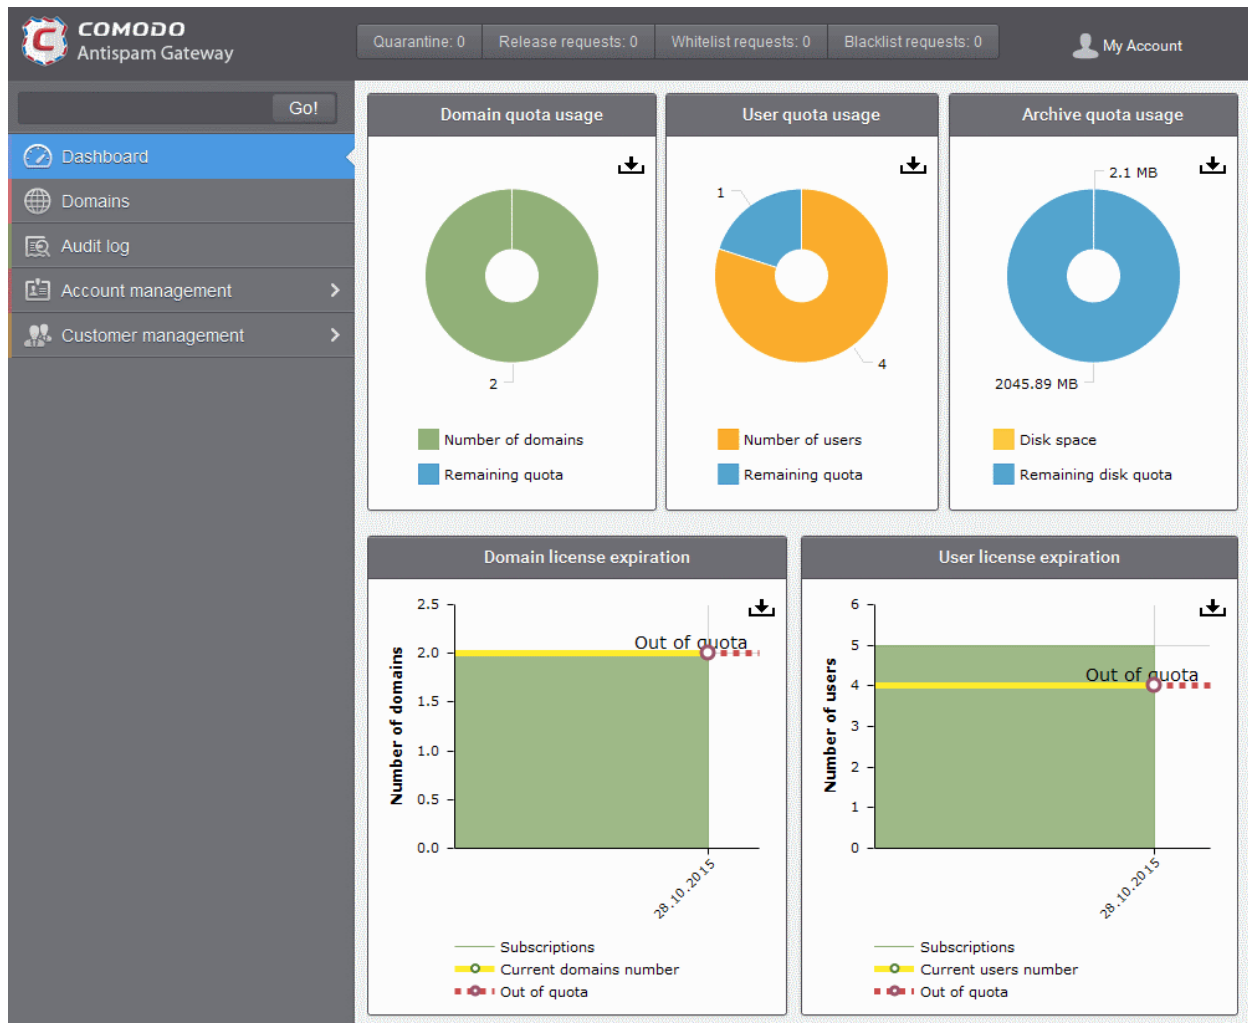 COMODO
Antispam Gateway
Quarantine: 0
Release requests: 0
Whitelist requests: 0
Blacklist requests: 0
My Account
Go!
Dashboard
Domains
Audit log
Account management
Customer management
Domain quota usage
2
Number of domains
Remaining quota
User quota usage
1
4
Number of users
Remaining quota
Archive quota usage
2.1 MB
2045.89 MB
Disk space
Remaining disk quota
Domain license expiration
Number of domains
2.5
2.0
1.5
1.0
0.5
0.0
Out of quota
28.10.2015
Subscriptions
Current domains number
Out of quota
User license expiration
Number of users
6
5
4
3
2
1
0
Out of quota
28.10.2015
Subscriptions
Current users number
Out of quota